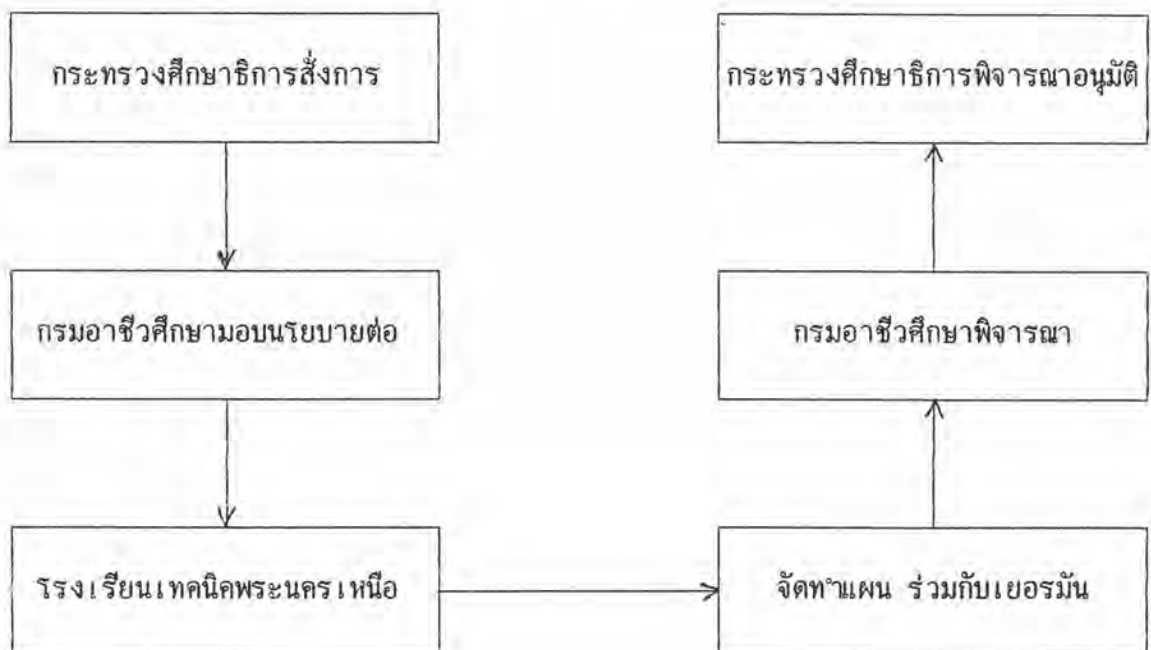 กระทรวงศึกษาธิการสั่งการ
กรมอาชีวศึกษามอบนโยบายต่อ
โรงเรียนเทคนิคพระนครเหนือ
จัดทำแผน ร่วมกับเยอรมัน
กรมอาชีวศึกษาพิจารณา
กระทรวงศึกษาธิการพิจารณาอนุมัติ